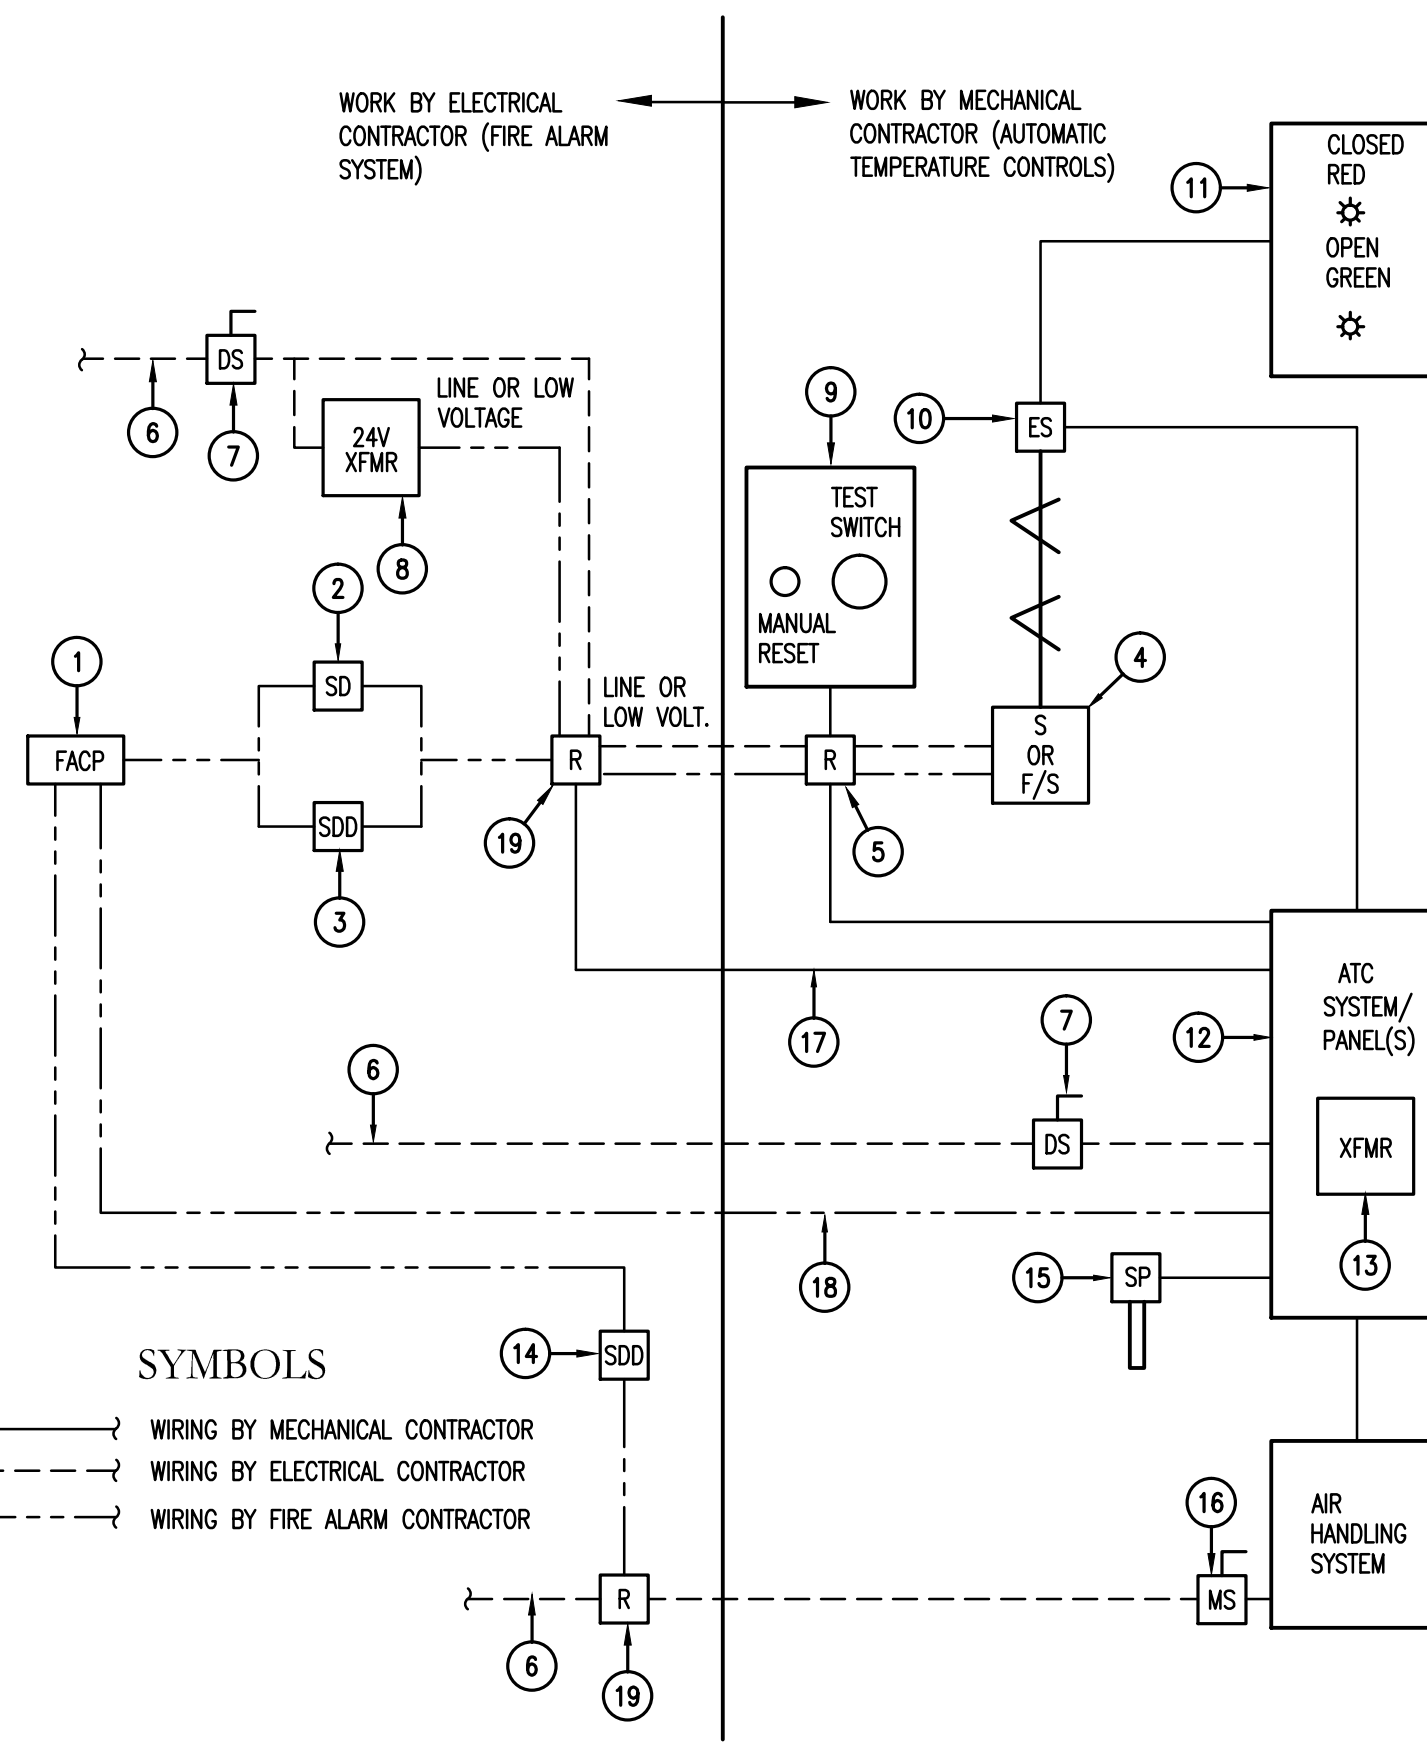 WORK BY ELECTRICAL
CONTRACTOR (FIRE ALARM
SYSTEM)
WORK BY MECHANICAL
CONTRACTOR (AUTOMATIC
TEMPERATURE CONTROLS)
CLOSED
RED
OPEN
GREEN
11
DS
6
7
LINE OR LOW
VOLTAGE
24V
XFMR
8
9
10
ES
TEST
SWITCH
MANUAL
RESET
2
1
SD
FACP
SDD
3
LINE OR
LOW VOLT.
R
19
R
5
4
S
OR
F/S
17
ATC
SYSTEM/
PANEL(S)
12
7
6
DS
XFMR
13
18
15
SP
14
SDD
SYMBOLS
WIRING BY MECHANICAL CONTRACTOR
WIRING BY ELECTRICAL CONTRACTOR
WIRING BY FIRE ALARM CONTRACTOR
16
AIR
HANDLING
SYSTEM
R
MS
6
19